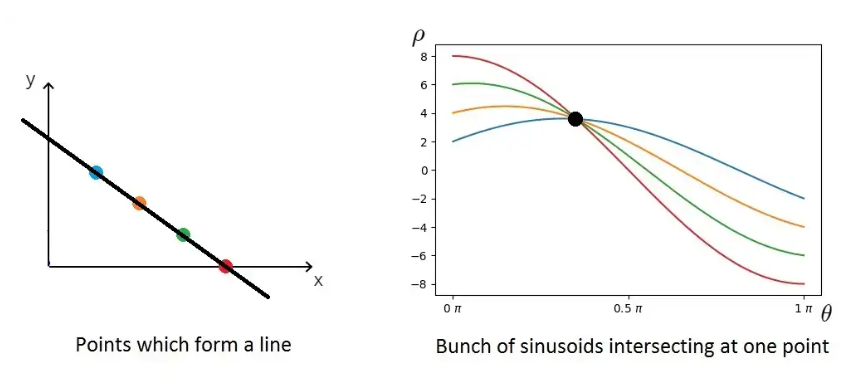 y
x
Points which form a line
ρ
8
6
4
2
0
−2
−4
−6
−8
0 π
0.5 π
1 π
θ
Bunch of sinusoids intersecting at one point